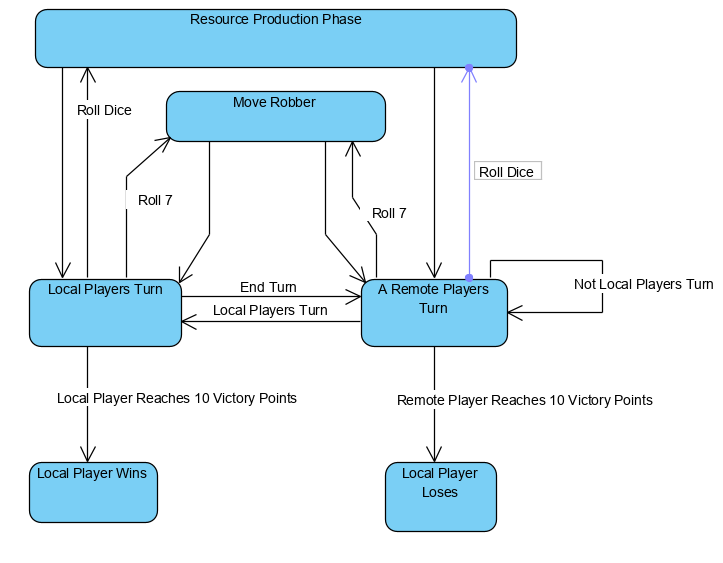 Resource Production Phase
Move Robber
Roll Dice
Roll Dice
Roll 7
Roll 7
Local Players Turn
End Turn
Local Players Turn
A Remote Players
Turn
Not Local Players Turn
Local Player Reaches 10 Victory Points
Remote Player Reaches 10 Victory Points
Local Player Wins
Local Player
Loses